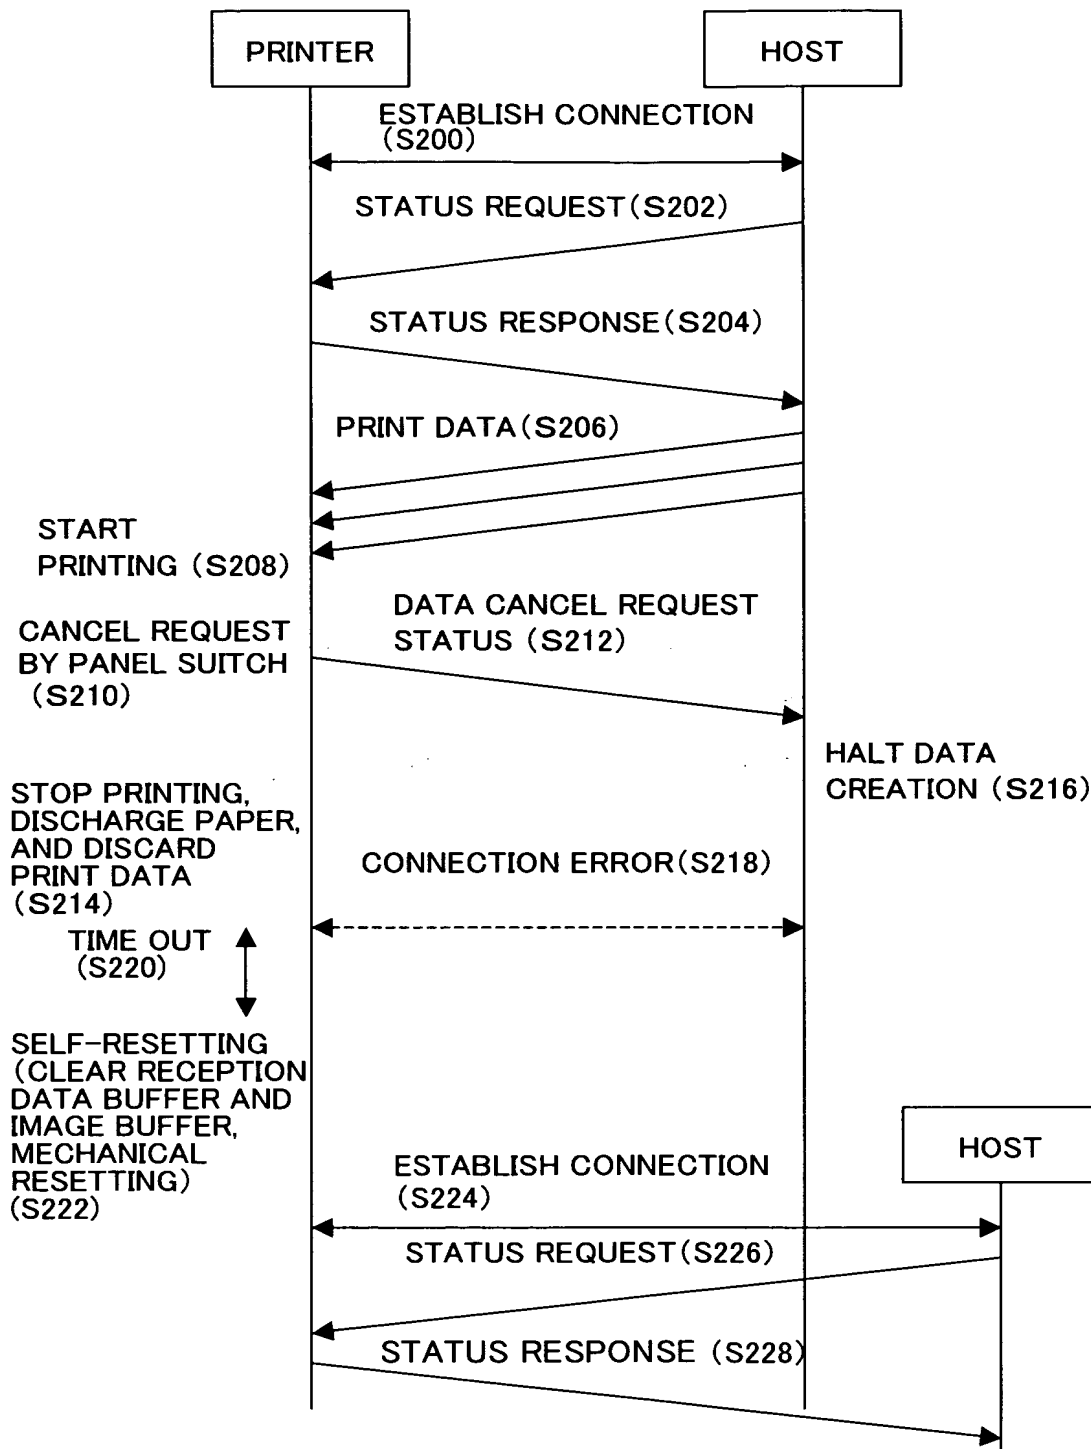 PRINTER
HOST
ESTABLISH CONNECTION
(S200)
STATUS REQUEST(S202)
STATUS RESPONSE(S204)
PRINT DATA(S206)
START
PRINTING (S208)
DATA CANCEL REQUEST
STATUS (S212)
CANCEL REQUEST
BY PANEL SUITCH
(S210)
HALT DATA
CREATION (S216)
STOP PRINTING,
DISCHARGE PAPER,
AND DISCARD
PRINT DATA
(S214)
CONNECTION ERROR(S218)
TIME OUT
(S220)
SELF-RESETTING
(CLEAR RECEPTION
DATA BUFFER AND
IMAGE BUFFER,
MECHANICAL
RESETTING)
(S222)
HOST
ESTABLISH CONNECTION
(S224)
STATUS REQUEST(S226)
STATUS RESPONSE (S228)